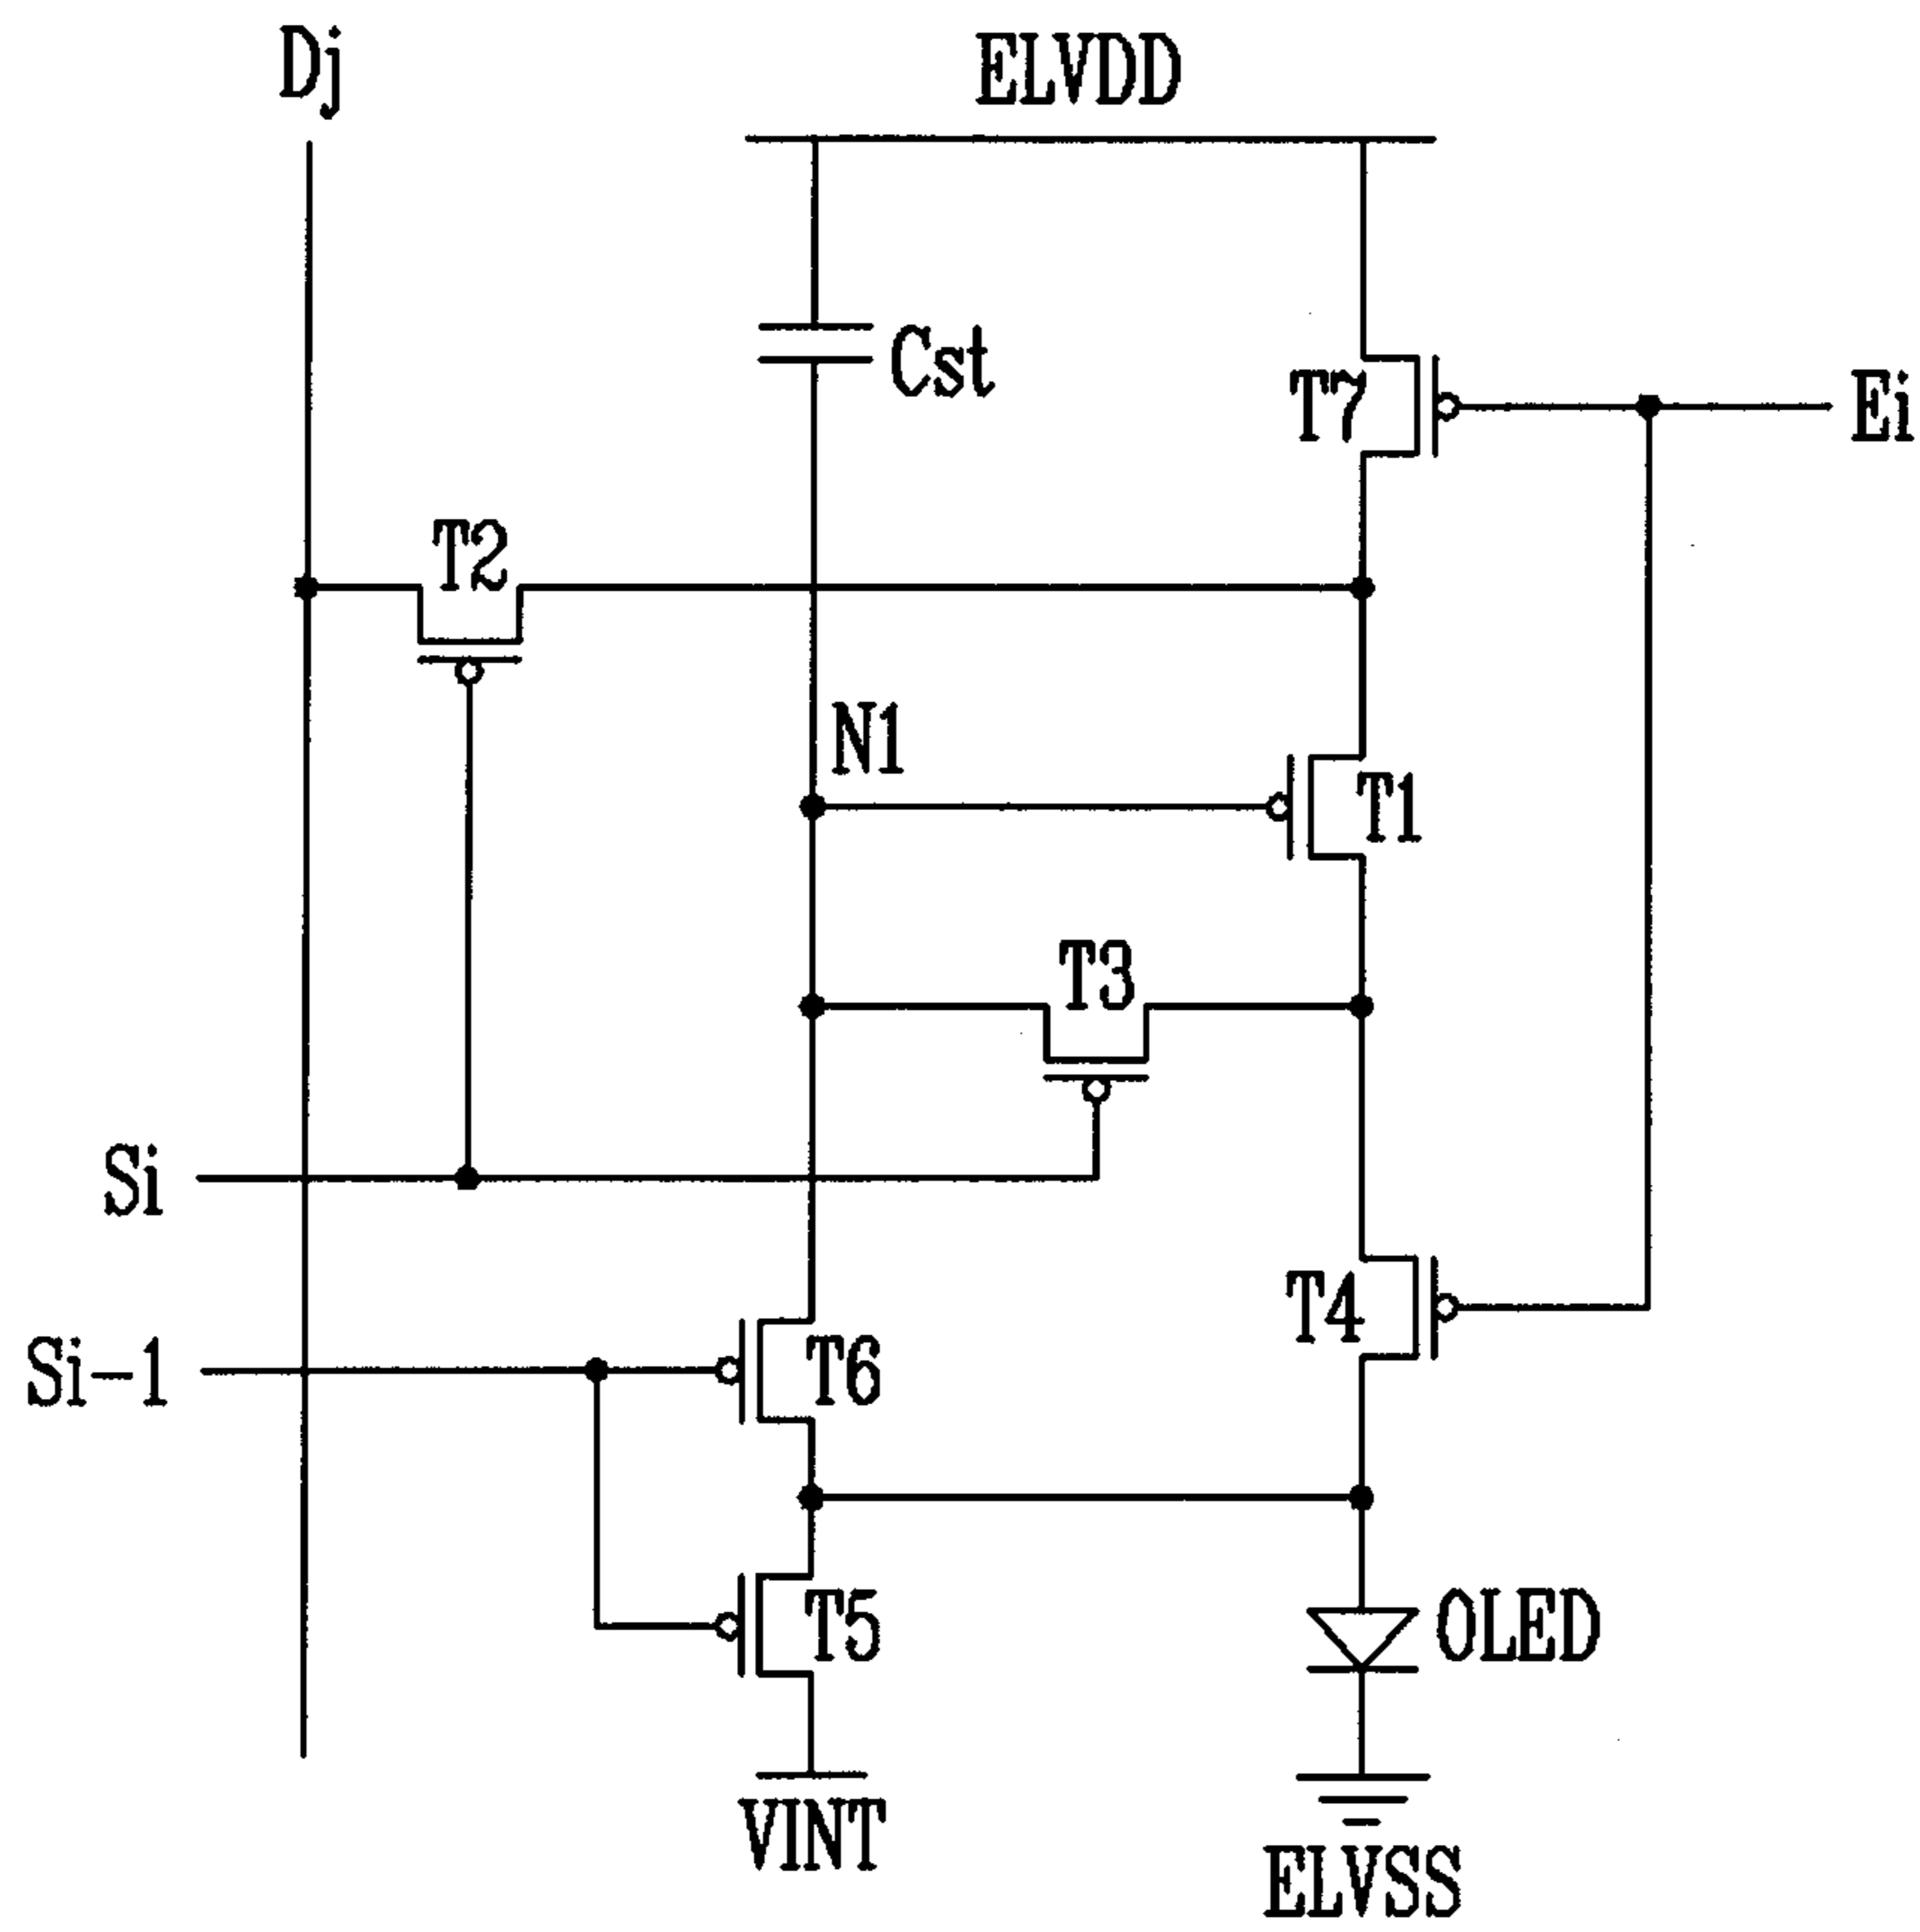 Dj
ELVDD
Cst
T7
Ei
T2
N1
T1
T3
Si
T4
Si-1
T6
T5
OLED
VINT
ELVSS